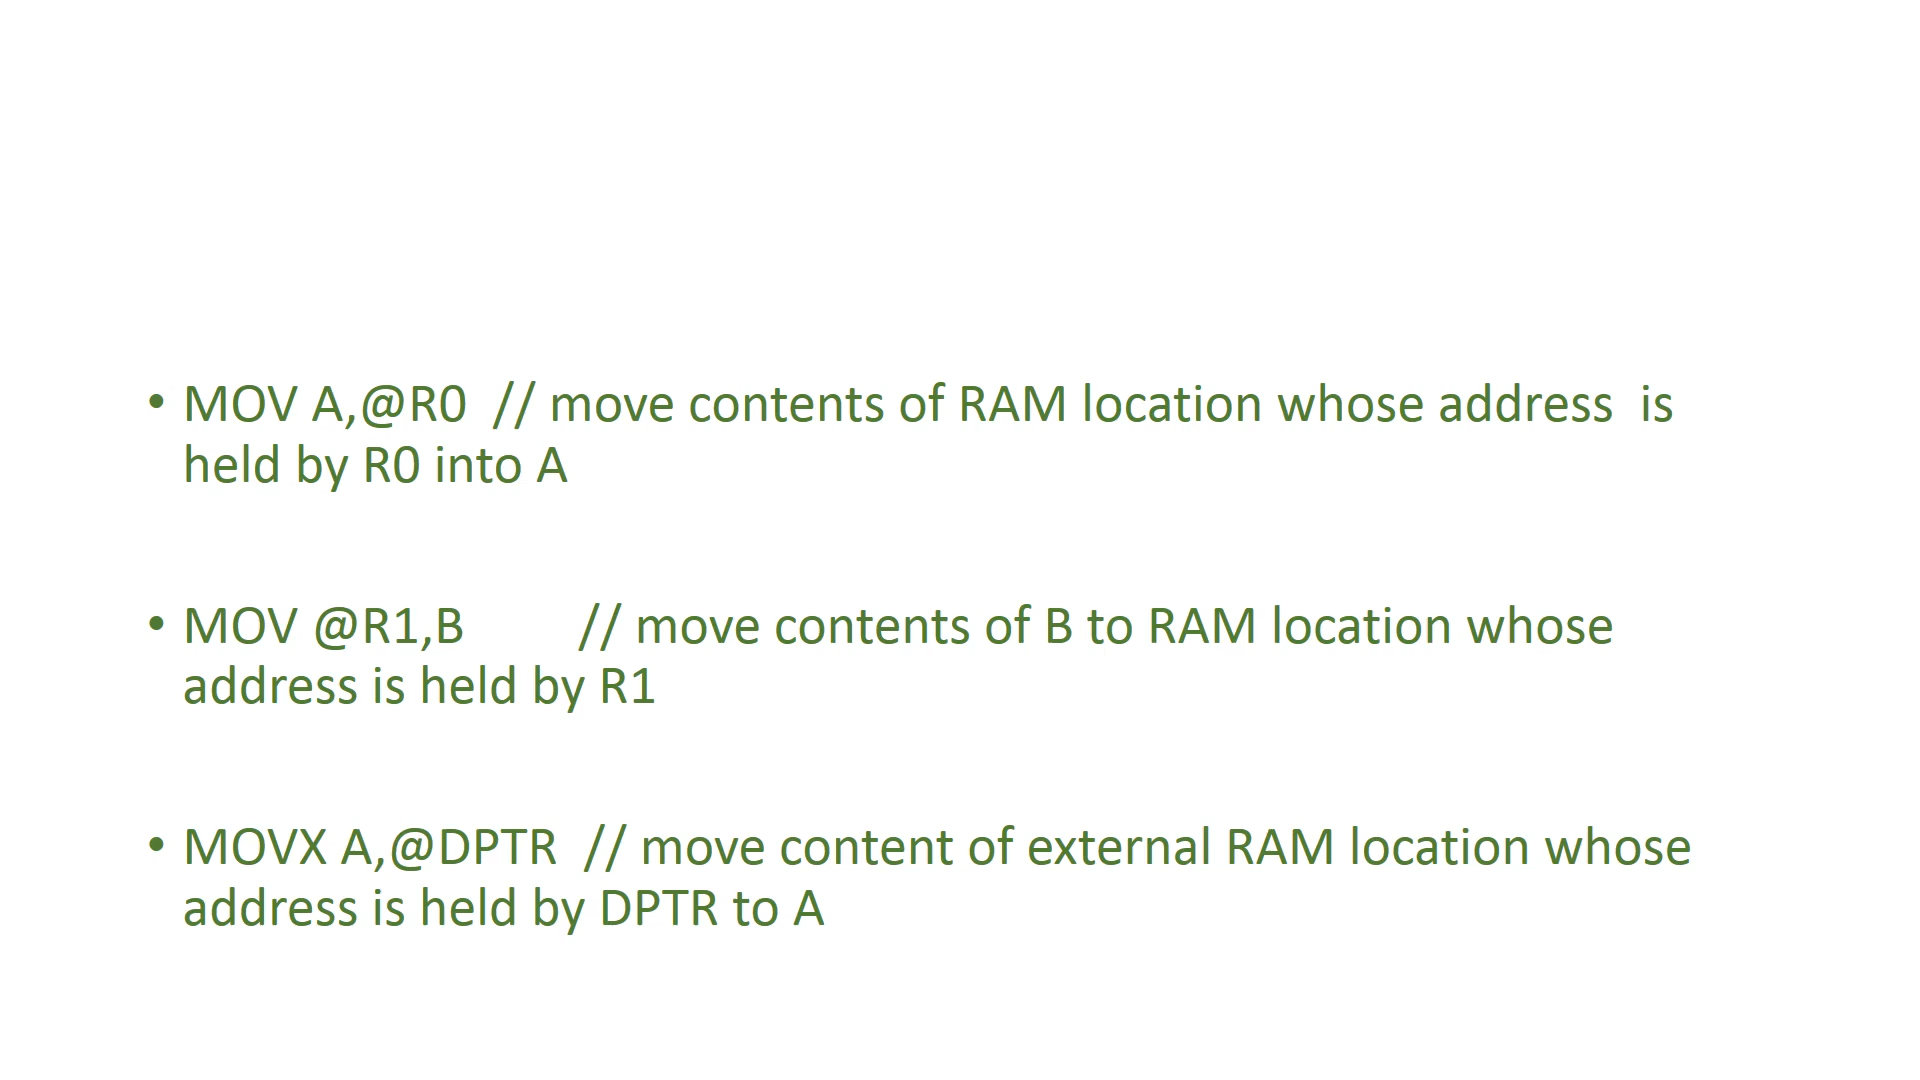 • MOV A,@R0  // move contents of RAM location whose address  is
held by R0 into A
• MOV @R1,B        // move contents of B to RAM location whose
address is held by R1
• MOVX A,@DPTR  // move content of external RAM location whose
address is held by DPTR to A